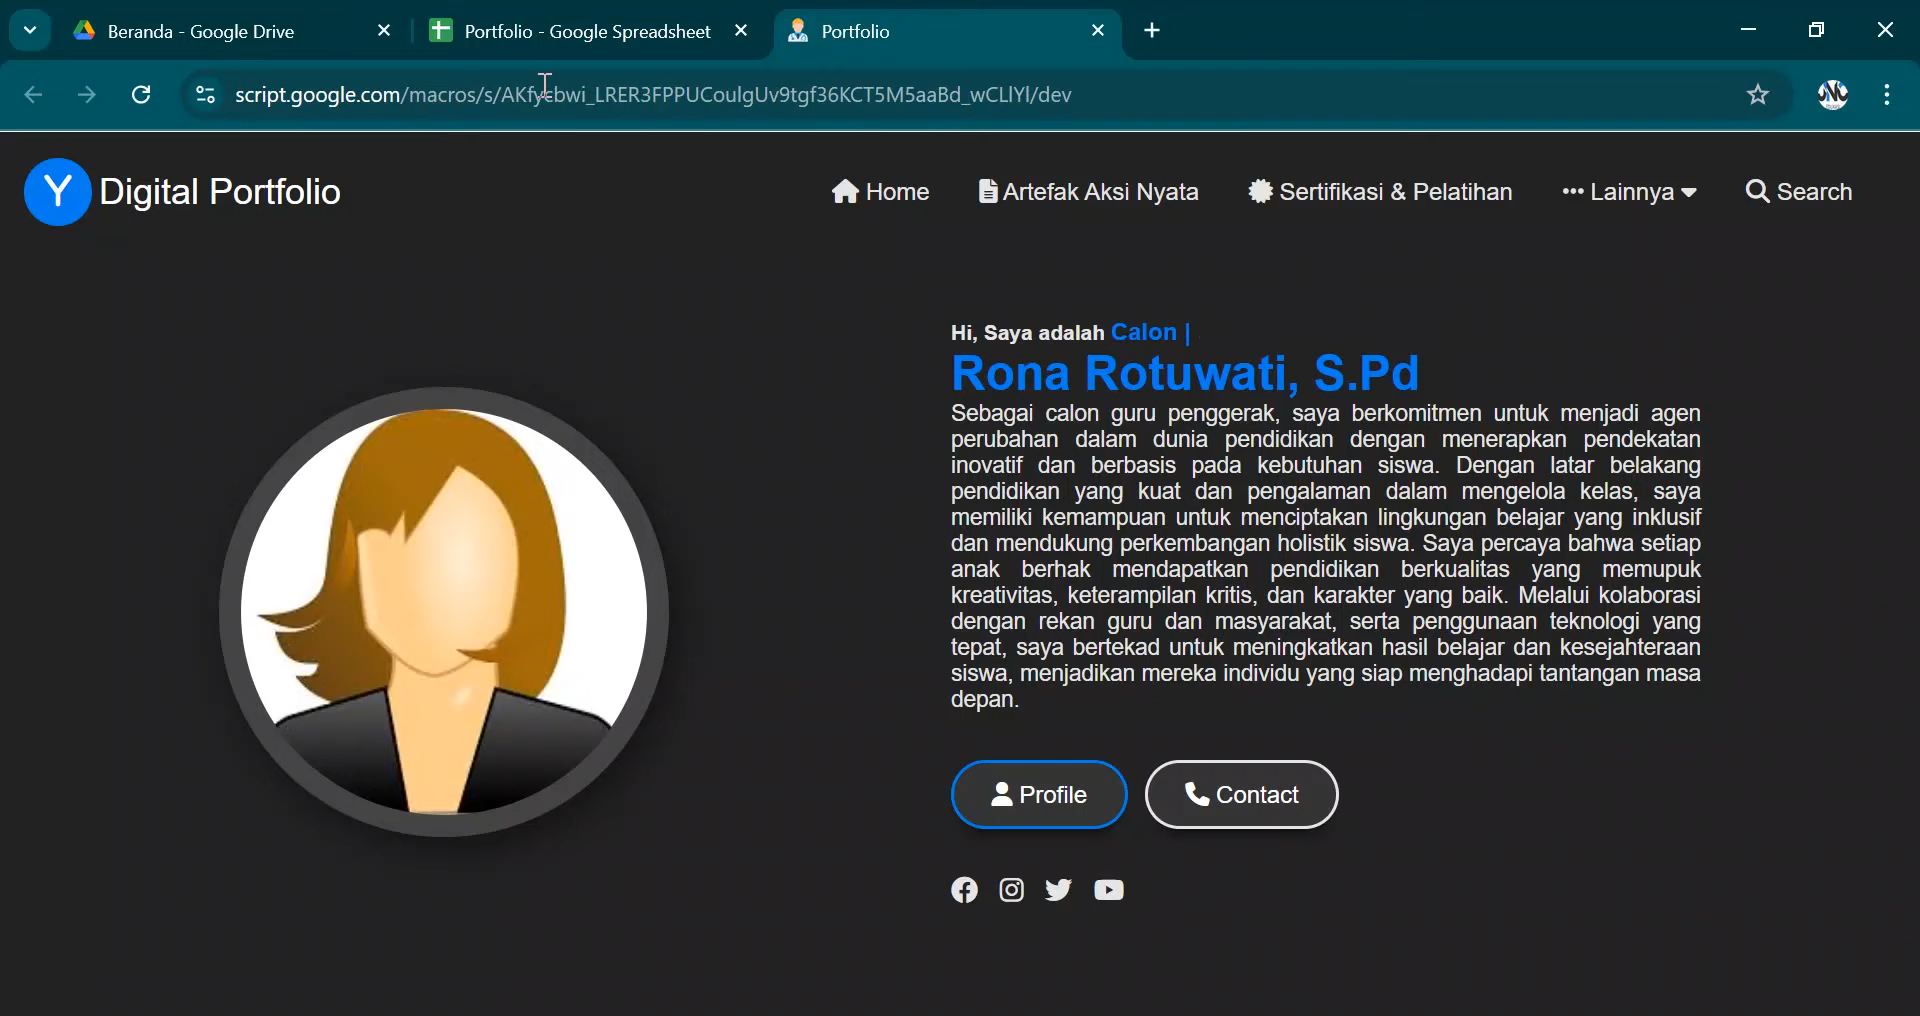 Beranda - Google Drive
Portfolio - Google Spreadsheet
Portfolio
script.google.com/macros/s/AKfycbwi_LRER3FPPUCoulgUv9tgf36KCT5M5aaBd_wCLlYl/dev
Y Digital Portfolio
Home
Artefak Aksi Nyata
Sertifikasi & Pelatihan
Lainnya
Search
Hi, Saya adalah Calon |
Rona Rotuwati, S.Pd
Sebagai calon guru penggerak, saya berkomitmen untuk menjadi agen
perubahan dalam dunia pendidikan dengan menerapkan pendekatan
inovatif dan berbasis pada kebutuhan siswa. Dengan latar belakang
pendidikan yang kuat dan pengalaman dalam mengelola kelas, saya
memiliki kemampuan untuk menciptakan lingkungan belajar yang inklusif
dan mendukung perkembangan holistik siswa. Saya percaya bahwa setiap
anak berhak mendapatkan pendidikan berkualitas yang memupuk
kreativitas, keterampilan kritis, dan karakter yang baik. Melalui kolaborasi
dengan rekan guru dan masyarakat, serta penggunaan teknologi yang
tepat, saya bertekad untuk meningkatkan hasil belajar dan kesejahteraan
siswa, menjadikan mereka individu yang siap menghadapi tantangan masa
depan.
Profile
Contact